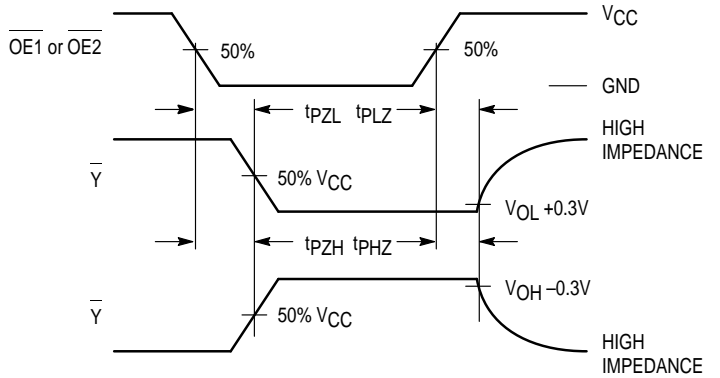 VCC
OE1 or OE2
50%
50%
GND
tPZL tPLZ
HIGH
IMPEDANCE
Y
50% VCC
VOL +0.3V
tPZH tPHZ
VOH –0.3V
Y
50% VCC
HIGH
IMPEDANCE